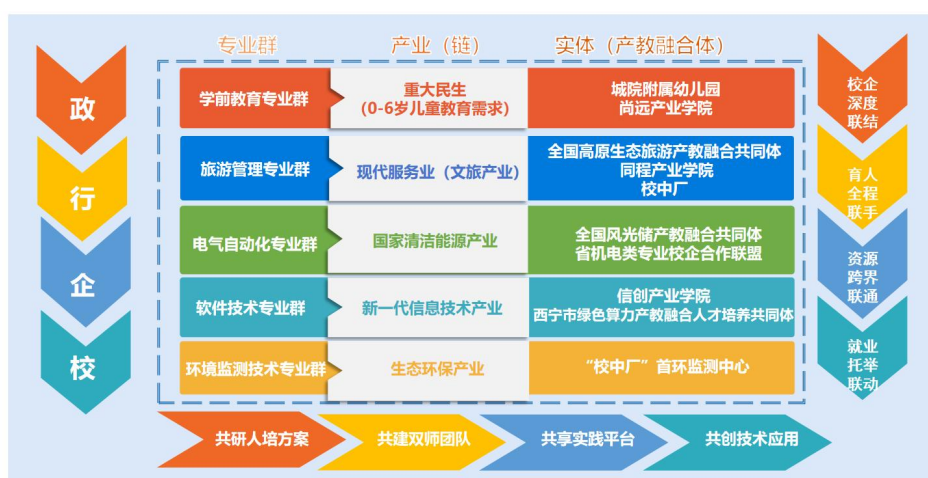 专业群
产业（链）
实体（产教融合体）
政
行
企
校
学前教育专业群
重大民生
(0-6岁儿童教育需求)
城院附属幼儿园
尚远产业学院
旅游管理专业群
现代服务业（文旅产业）
全国高原生态旅游产教融合共同体
同程产业学院
校中厂
电气自动化专业群
国家清洁能源产业
全国风光储产教融合共同体
省机电类专业校企合作联盟
软件技术专业群
新一代信息技术产业
信创产业学院
西宁市绿色算力产教融合人才培养共同体
环境监测技术专业群
生态环保产业
“校中厂”首环监测中心
校企
深度
联结
育人
全程
联手
资源
跨界
联通
就业
托举
联动
共研人培方案
共建双师团队
共享实践平台
共创技术应用